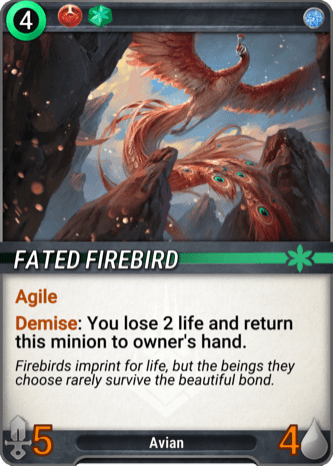 4
FATED FIREBIRD
Agile
Demise: You lose 2 life and return
this minion to owner's hand.
Firebirds imprint for life, but the beings they
choose rarely survive the beautiful bond.
5
Avian
4